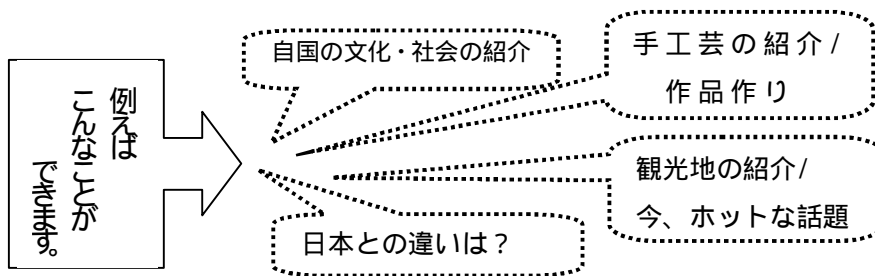 例えば
こんなことが
できます。
自国の文化・社会の紹介
手工芸の紹介/
作品作り
観光地の紹介/
今、ホットな話題
日本との違いは？